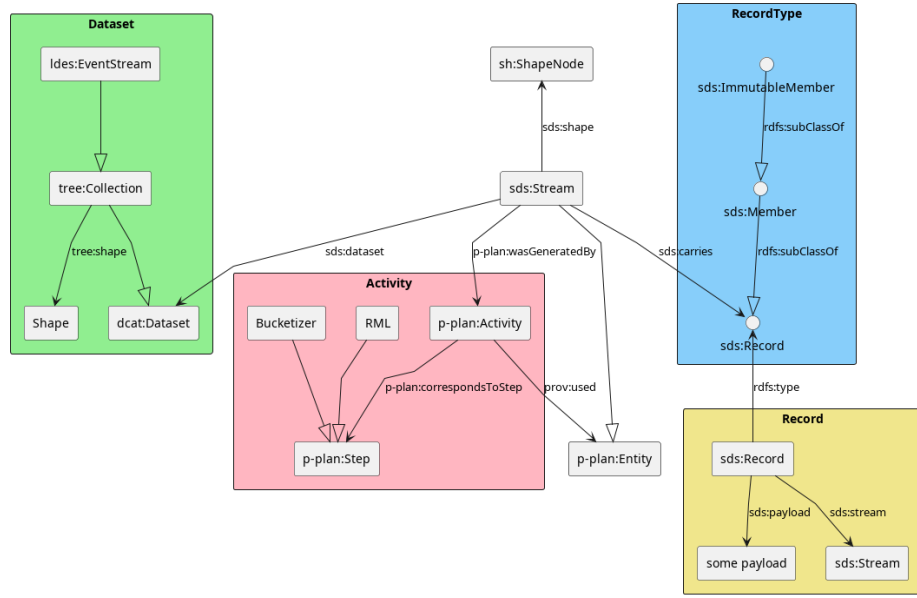 Dataset
RecordType
ldes:EventStream
sh:ShapeNode
sds:ImmutableMember
sds:shape
rdfs:subClassOf
tree:Collection
sds:Stream
sds:Member
tree:shape
sds:dataset
p-plan:wasGeneratedBy
sds:carries
rdfs:subClassOf
Activity
Shape
dcat:Dataset
Bucketizer
RML
p-plan:Activity
sds:Record
p-plan:correspondsToStep
prov:used
rdfs:type
Record
p-plan:Step
p-plan:Entity
sds:Record
sds:payload
sds:stream
some payload
sds:Stream